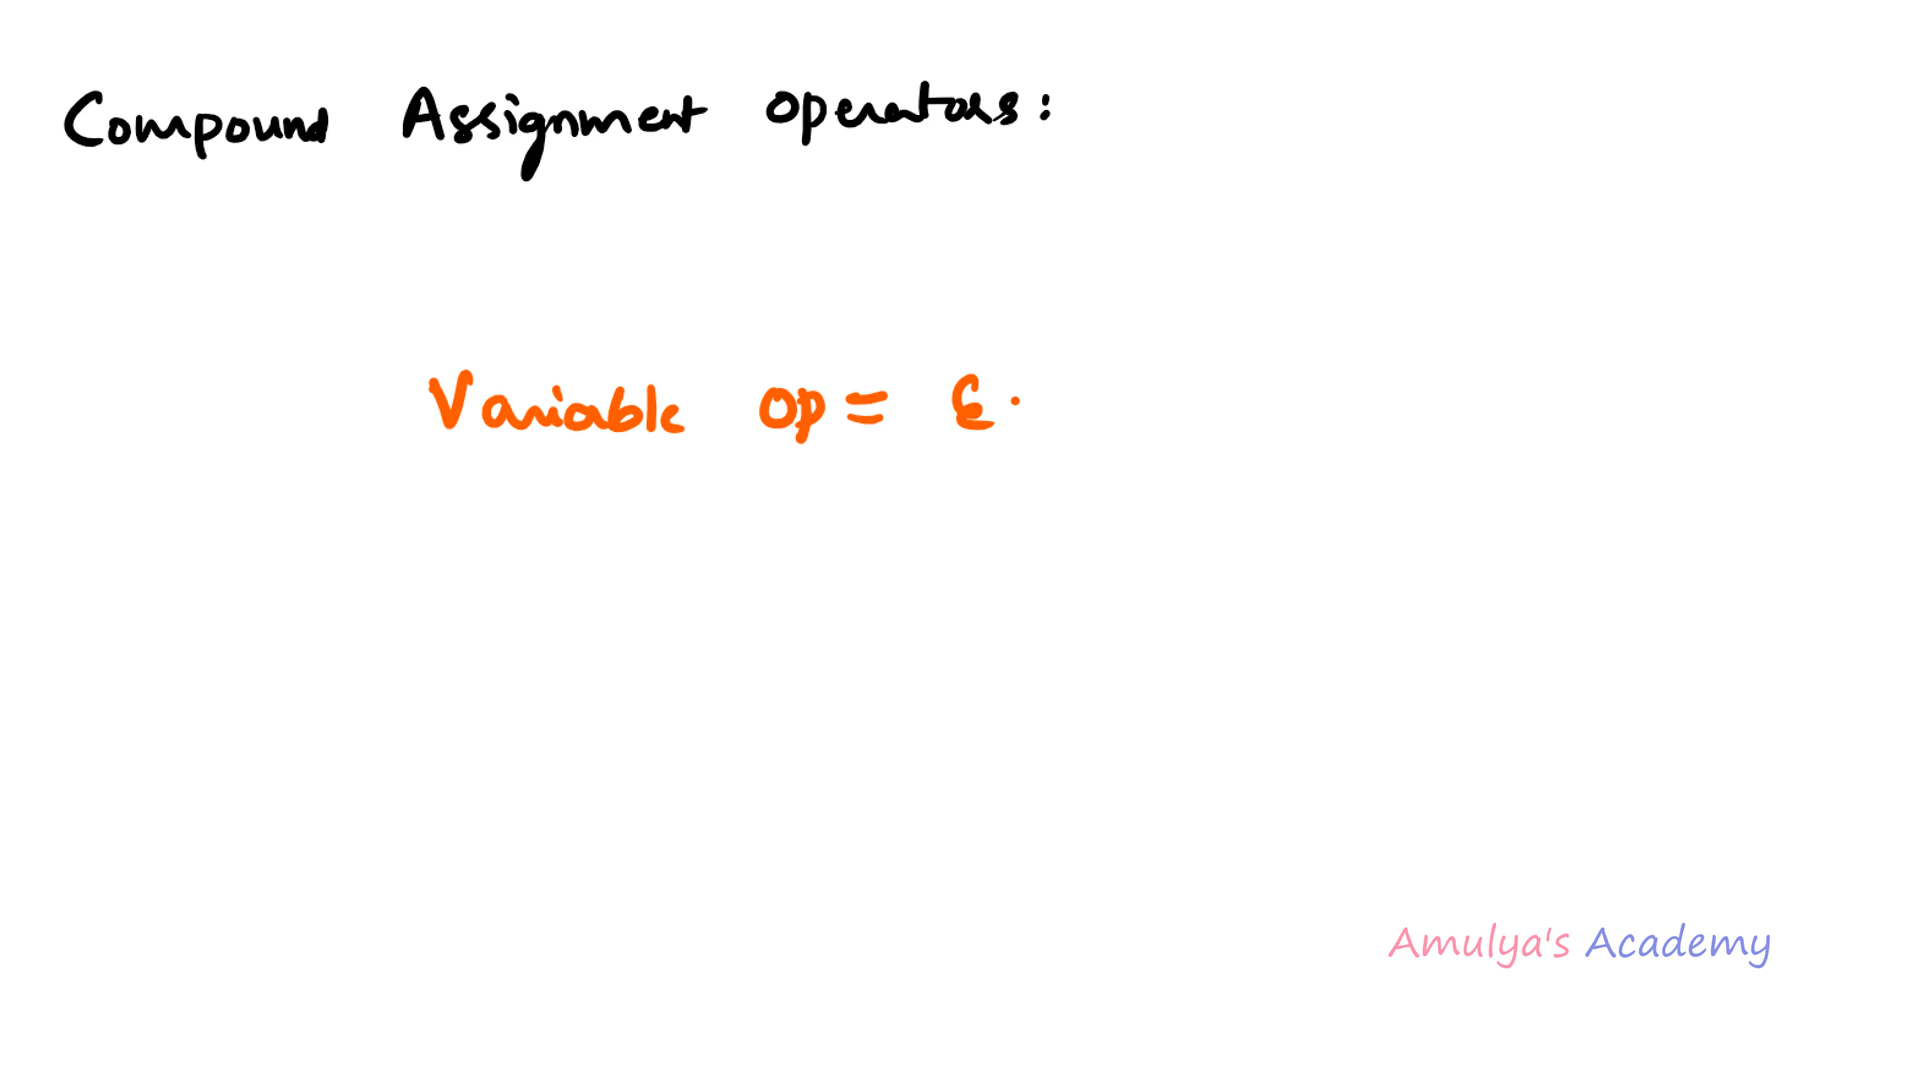 Compound Assignment operators:
Variable op = E
Amulya's Academy